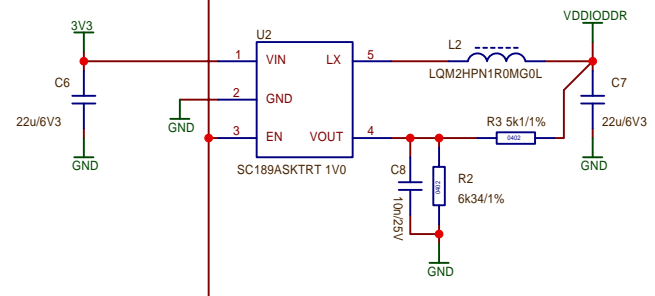 3V3
VDDIODDR
U2
L2
1 VIN LX 5
LQM2HPN1R0MG0L
C6
C7
2 GND
22u/6V3
GND
R3 5k1/1%
22u/6V3
3 EN VOUT 4
0402
GND
SC189ASKTRT 1V0
C8
GND
0402
R2
6k34/1%
10n/25V
GND